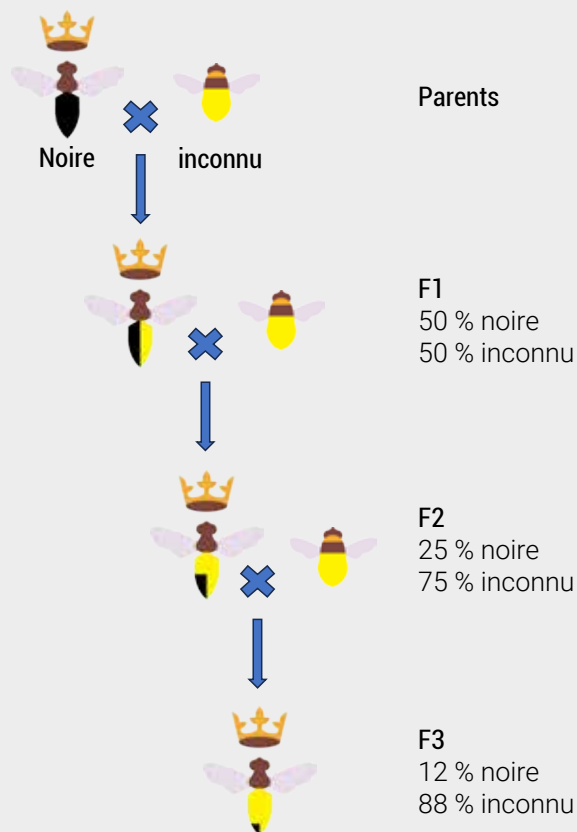 Parents
Noire
inconnu
F1
50 % noire
50 % inconnu
F2
25 % noire
75 % inconnu
F3
12 % noire
88 % inconnu